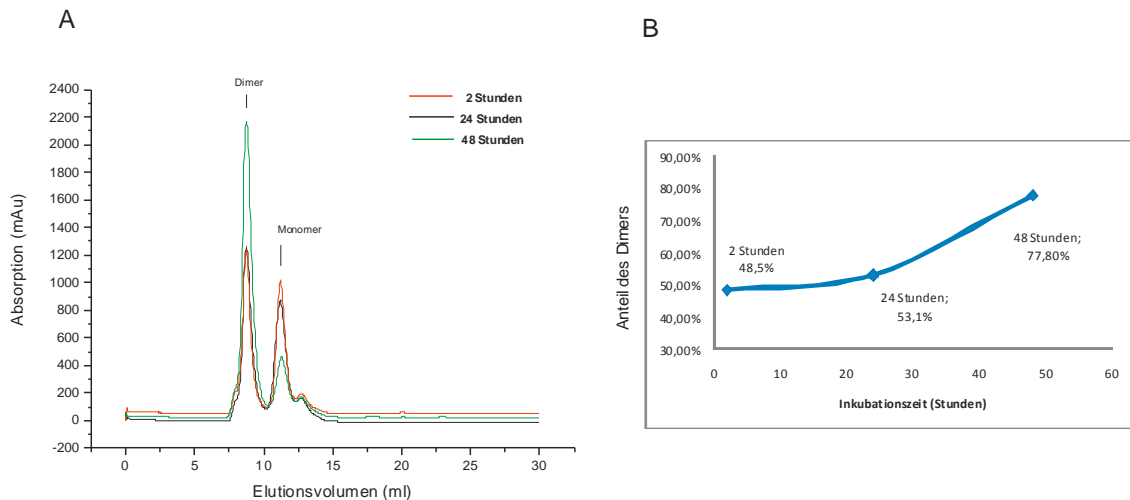 A
Dimer
2 Stunden
24 Stunden
48 Stunden
Monomer
Absorption (mAu)
2400
2200
2000
1800
1600
1400
1200
1000
800
600
400
200
0
-200
0
5
10
15
20
25
30
Elutionsvolumen (ml)
B
Anteil des Dimers
90,00%
80,00%
70,00%
60,00%
50,00%
40,00%
30,00%
2 Stunden
48,5%
24 Stunden;
53,1%
48 Stunden;
77,80%
0
10
20
30
40
50
60
Inkubationszeit (Stunden)